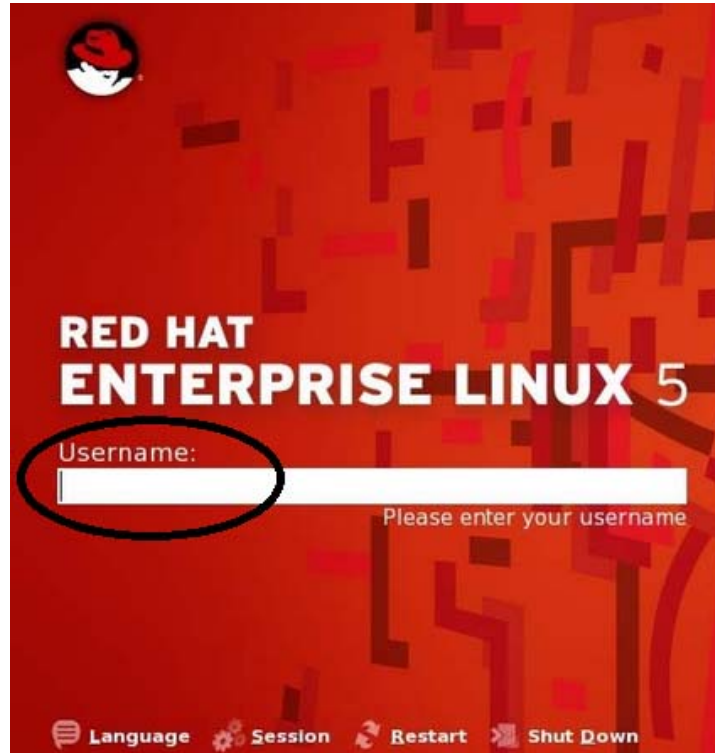 RED HAT
ENTERPRISE LINUX 5
Username:
Please enter your username
Language Session Restart Shut Down